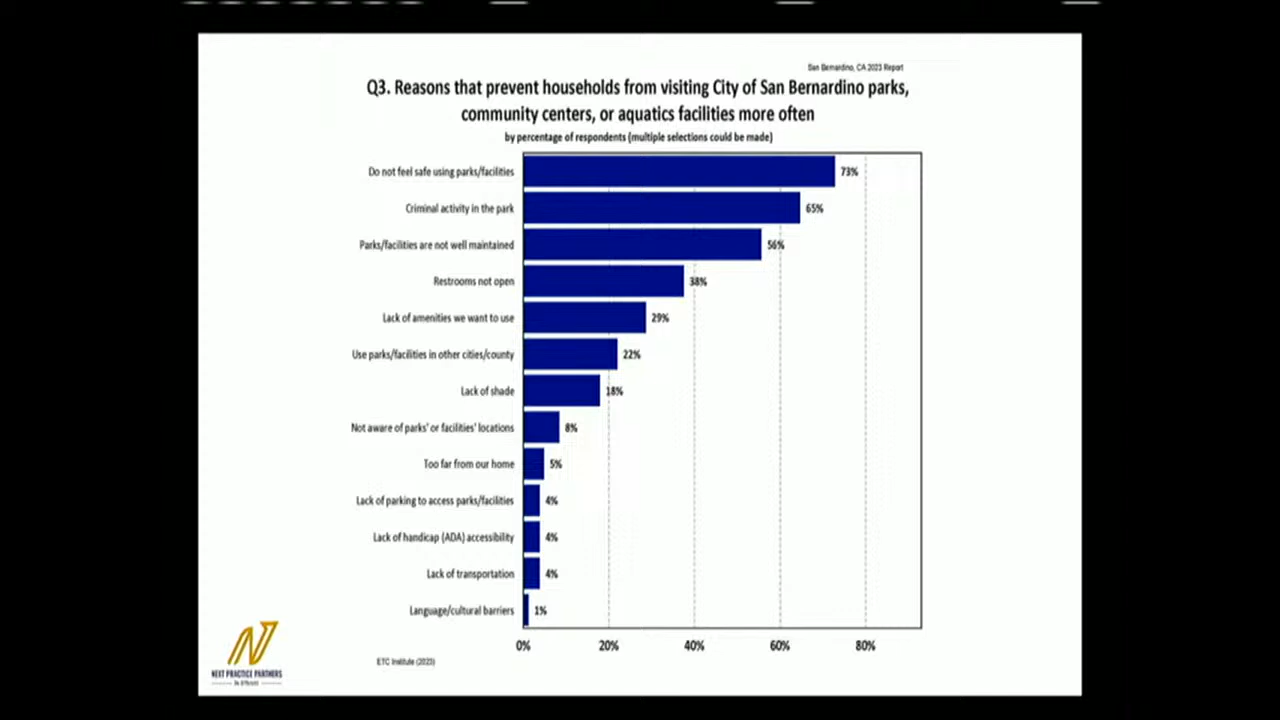 San Bernardino, CA 2023 Report
Q3. Reasons that prevent households from visiting City of San Bernardino parks,
community centers, or aquatics facilities more often
by percentage of respondents (multiple selections could be made)
Do not feel safe using parks/facilities 73%
Criminal activity in the park 65%
Parks/facilities are not well maintained 56%
Restrooms not open 38%
Lack of amenities we want to use 29%
Use parks/facilities in other cities/county 22%
Lack of shade 18%
Not aware of parks' or facilities' locations 8%
Too far from our home 5%
Lack of parking to access parks/facilities 4%
Lack of handicap (ADA) accessibility 4%
Lack of transportation 4%
Language/cultural barriers 1%
0% 20% 40% 60% 80%
ETC Institute (2023)
NEXT PRACTICE PARTNERS